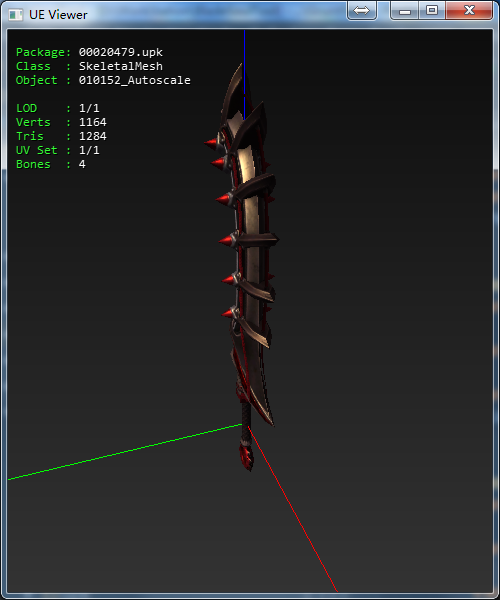 UE Viewer
Package: 00020479.upk
Class : SkeletalMesh
Object : 010152_Autoscale
LOD : 1/1
Verts : 1164
Tris : 1284
UV Set : 1/1
Bones : 4